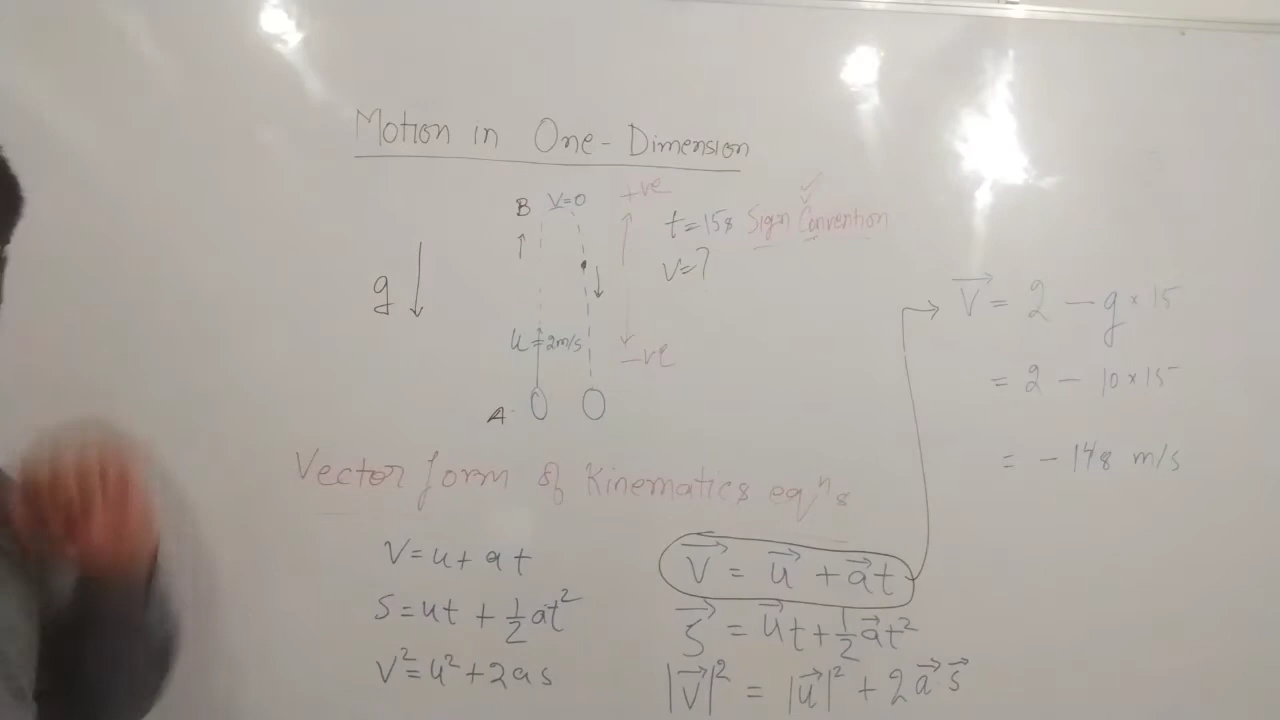 Motion in One-Dimension
B V=0
+ve
t=15s Sign Convention
V=?
g
u=2m/s
-ve
A
V⃗ = 2 - g×15
= 2 - 10×15
= -148 m/s
Vector form of Kinematics eqⁿs
V=u+at
S=ut+½at²
V²=u²+2as
V⃗ = u⃗ + a⃗t
S⃗ = u⃗t+½a⃗t²
|V⃗|² = |u⃗|² + 2a⃗·s⃗